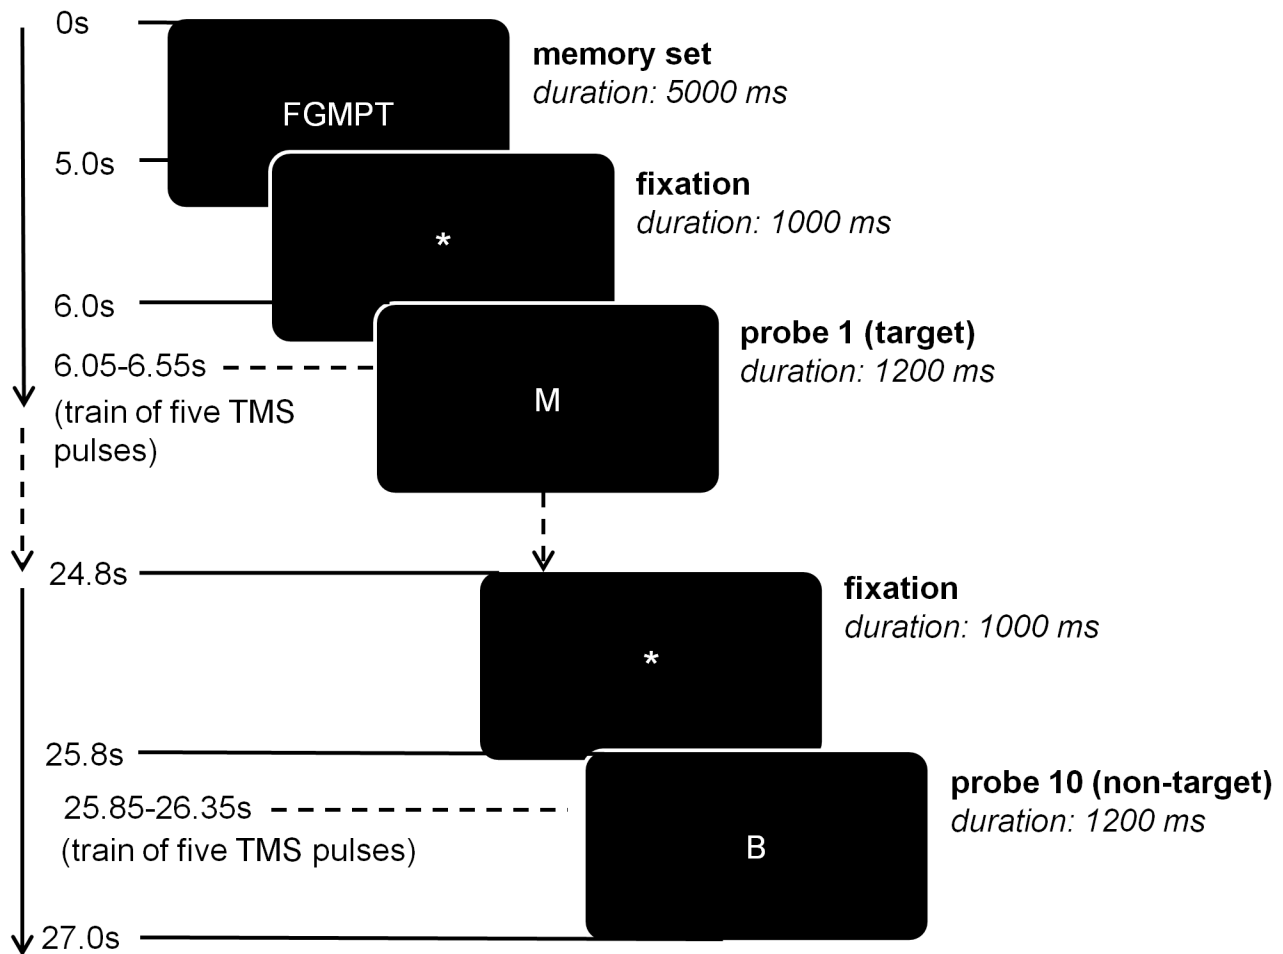 0s
memory set
duration: 5000 ms
FGMPT
5.0s
fixation
duration: 1000 ms
*
6.0s
probe 1 (target)
duration: 1200 ms
6.05-6.55s
(train of five TMS
pulses)
M
24.8s
fixation
duration: 1000 ms
*
25.8s
probe 10 (non-target)
duration: 1200 ms
25.85-26.35s
(train of five TMS pulses)
B
27.0s